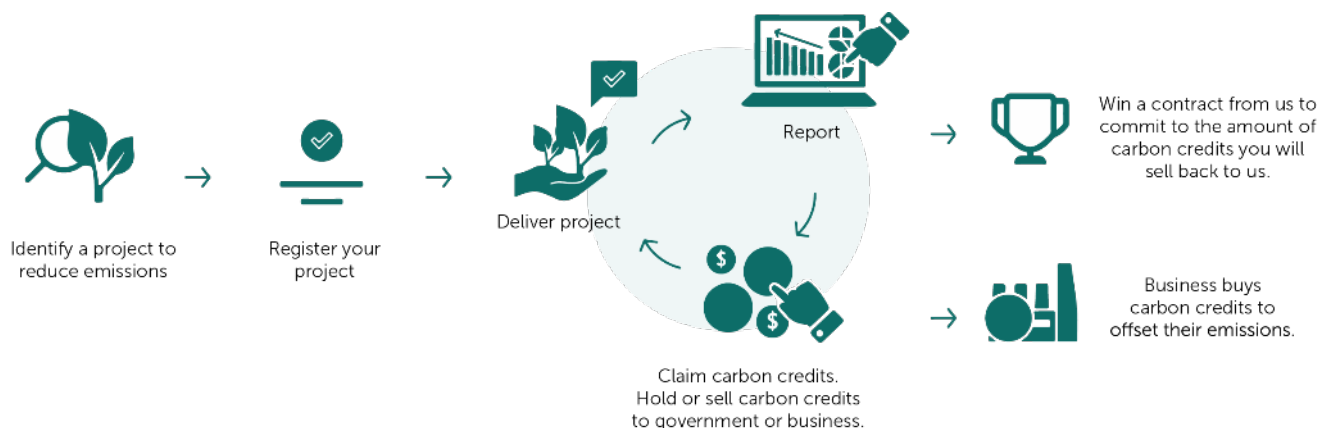 Identify a project to
reduce emissions
Register your
project
Deliver project
Report
$
$
Claim carbon credits.
Hold or sell carbon credits
to government or business.
Win a contract from us to
commit to the amount of
carbon credits you will
sell back to us.
Business buys
carbon credits to
offset their emissions.